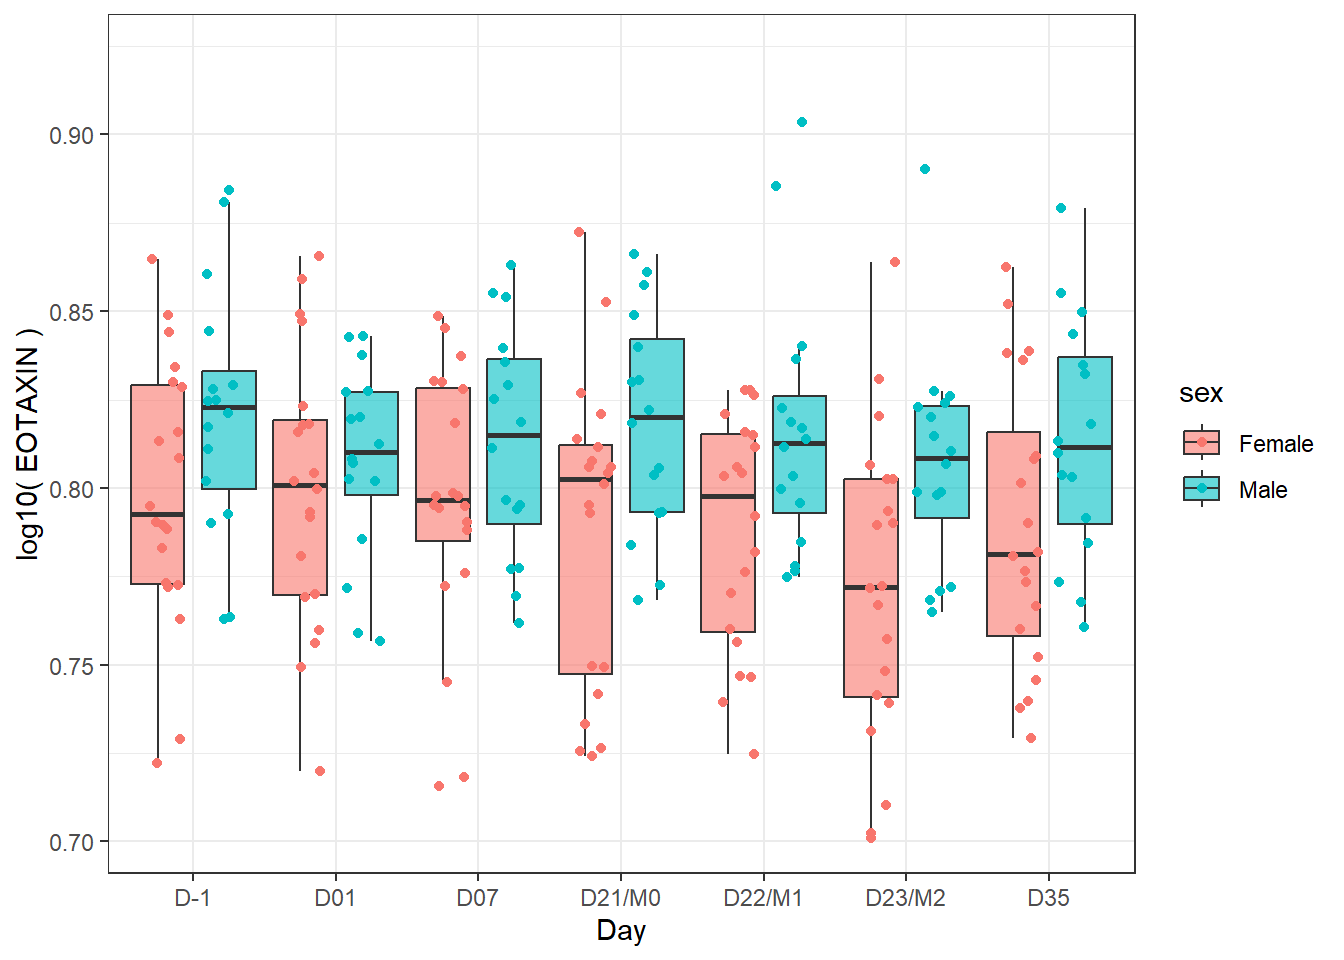 log10( EOTAXIN )
0.90
0.85
0.80
0.75
0.70
D-1 D01 D07 D21/M0 D22/M1 D23/M2 D35
Day
sex
Female
Male